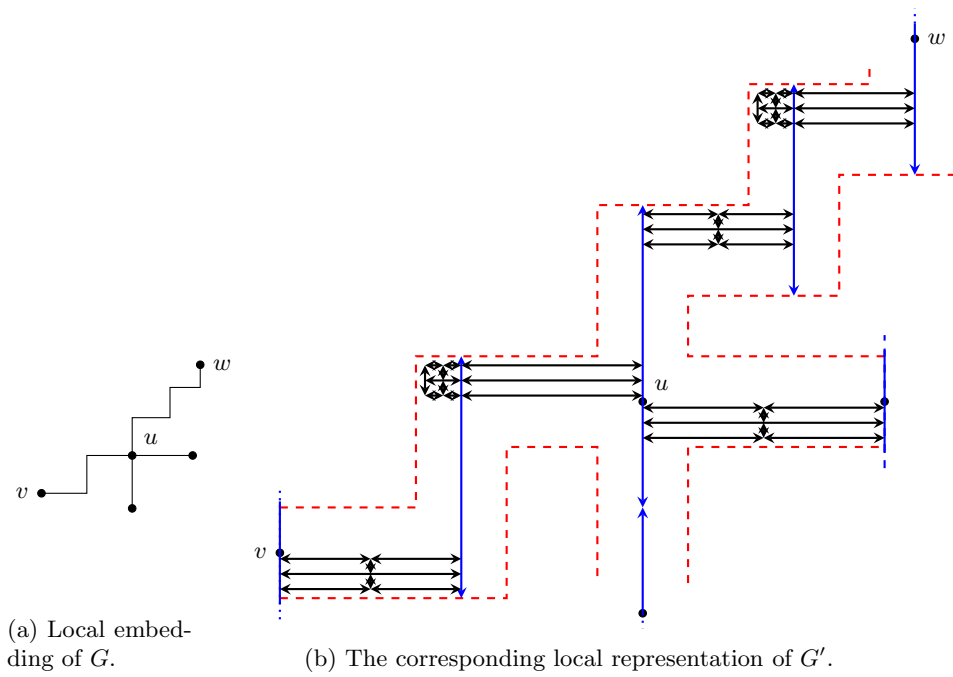 w
u
w
u
v
v
(a) Local embed-
ding of G.
(b) The corresponding local representation of G′.